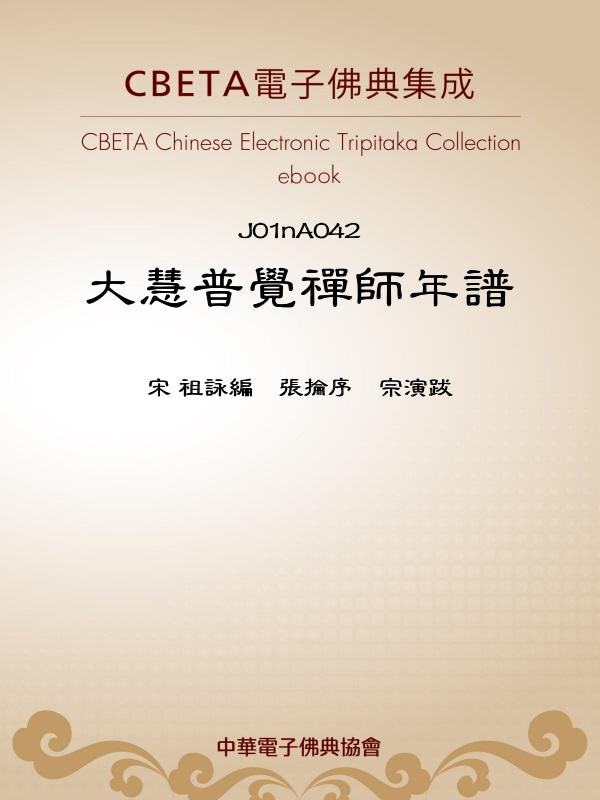 CBETA電子佛典集成
CBETA Chinese Electronic Tripitaka Collection
ebook
J01nA042
大慧普覺禪師年譜
宋 祖詠編　張掄序　宗演跋
中華電子佛典協會